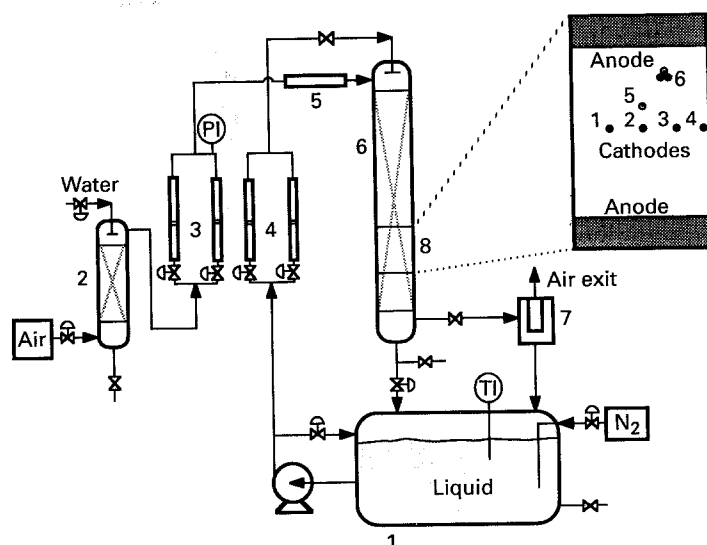 Anode
6
5
1 2 3 4
Cathodes
Anode
5
PI
6
Water
3
4
2
8
Air exit
7
Air
TI
N₂
Liquid
1